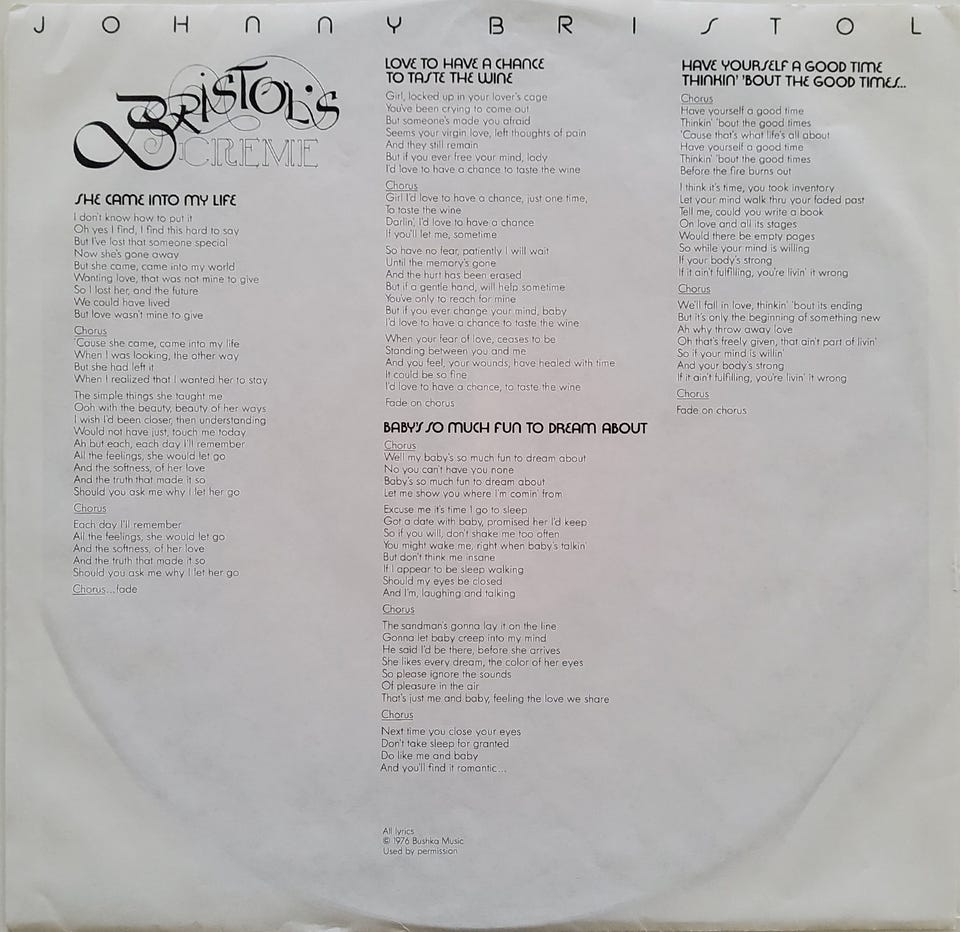 JOHNNY BRISTOL
BRISTOL'S
CREME
SHE CAME INTO MY LIFE
I don't know how to put it
Oh yes I find, I find this hard to say
But I've lost that someone special
Now she's gone away
But she came, came into my world
Wanting love, that was not mine to give
So I lost her, and the future
We could have lived
But love wasn't mine to give
Chorus
'Cause she came, came into my life
When I was looking, the other way
But she had left it
When I realized that I wanted her to stay
The simple things she taught me
Ooh with the beauty, beauty of her ways
I wish I'd been closer, then understanding
Would not have just, touch me today
Ah but each, each day I'll remember
All the feelings, she would let go
And the softness, of her love
And the truth that made it so
Should you ask me why I let her go
Chorus
Each day I'll remember
All the feelings, she would let go
And the softness, of her love
And the truth that made it so
Should you ask me why I let her go
Chorus...fade
LOVE TO HAVE A CHANCE
TO TASTE THE WINE
Girl, locked up in your lover's cage
You've been crying to come out
But someone's made you afraid
Seems your virgin love, left thoughts of pain
And they still remain
But if you ever free your mind, lady
I'd love to have a chance to taste the wine
Chorus
Girl I'd love to have a chance, just one time,
To taste the wine
Darlin', I'd love to have a chance
If you'll let me, sometime
So have no fear, patiently I will wait
Until the memory's gone
And the hurt has been erased
But if a gentle hand, will help sometime
You've only to reach for mine
But if you ever change your mind, baby
I'd love to have a chance to taste the wine
When your fear of love, ceases to be
Standing between you and me
And you feel, your wounds, have healed with time
It could be so fine
I'd love to have a chance, to taste the wine
Fade on chorus
BABY'S SO MUCH FUN TO DREAM ABOUT
Chorus
Well my baby's so much fun to dream about
No you can't have you none
Baby's so much fun to dream about
Let me show you where I'm comin' from
Excuse me it's time I go to sleep
Got a date with baby, promised her I'd keep
So if you will, don't shake me too often
You might wake me, right when baby's talkin'
But don't think me insane
If I appear to be sleep walking
Should my eyes be closed
And I'm, laughing and talking
Chorus
The sandman's gonna lay it on the line
Gonna let baby creep into my mind
He said I'd be there, before she arrives
She likes every dream, the color of her eyes
So please ignore the sounds
Of pleasure in the air
That's just me and baby, feeling the love we share
Chorus
Next time you close your eyes
Don't take sleep for granted
Do like me and baby
And you'll find it romantic...
All lyrics
© 1976 Bushka Music
Used by permission
HAVE YOURSELF A GOOD TIME
THINKIN' 'BOUT THE GOOD TIMES...
Chorus
Have yourself a good time
Thinkin' 'bout the good times
'Cause that's what life's all about
Have yourself a good time
Thinkin' 'bout the good times
Before the fire burns out
I think it's time, you took inventory
Let your mind walk thru your faded past
Tell me, could you write a book
On love and all its stages
Would there be empty pages
So while your mind is willing
If your body's strong
If it ain't fulfilling, you're livin' it wrong
Chorus
We'll fall in love, thinkin' 'bout its ending
But it's only the beginning of something new
Ah why throw away love
Oh that's freely given, that ain't part of livin'
So if your mind is willin'
And your body's strong
If it ain't fulfilling, you're livin' it wrong
Chorus
Fade on chorus